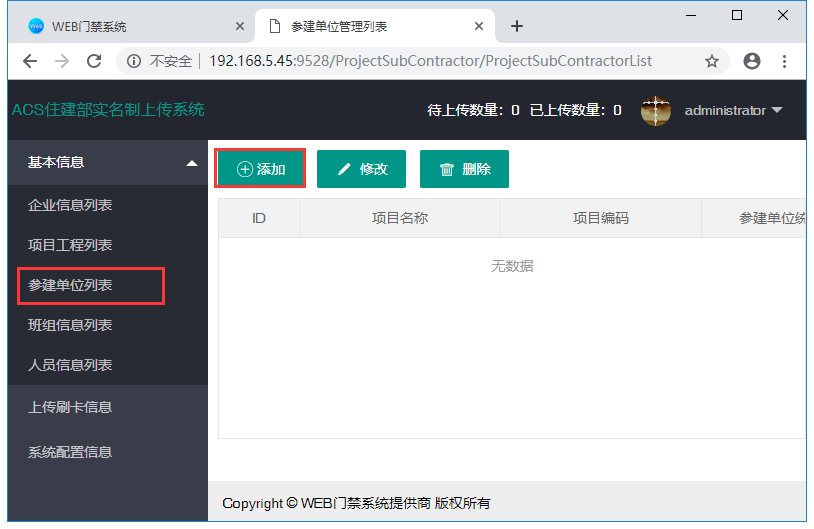 Web WEB门禁系统 参建单位管理列表
不安全 192.168.5.45:9528/ProjectSubContractor/ProjectSubContractorList
ACS住建部实名制上传系统 待上传数量：0 已上传数量：0 administrator
基本信息
企业信息列表
项目工程列表
参建单位列表
班组信息列表
人员信息列表
上传刷卡信息
系统配置信息
添加 修改 删除
ID 项目名称 项目编码 参建单位统
无数据
Copyright © WEB门禁系统提供商 版权所有